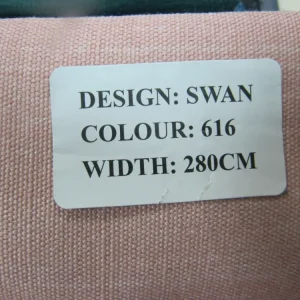 DESIGN: SWAN
COLOUR: 616
WIDTH: 280CM